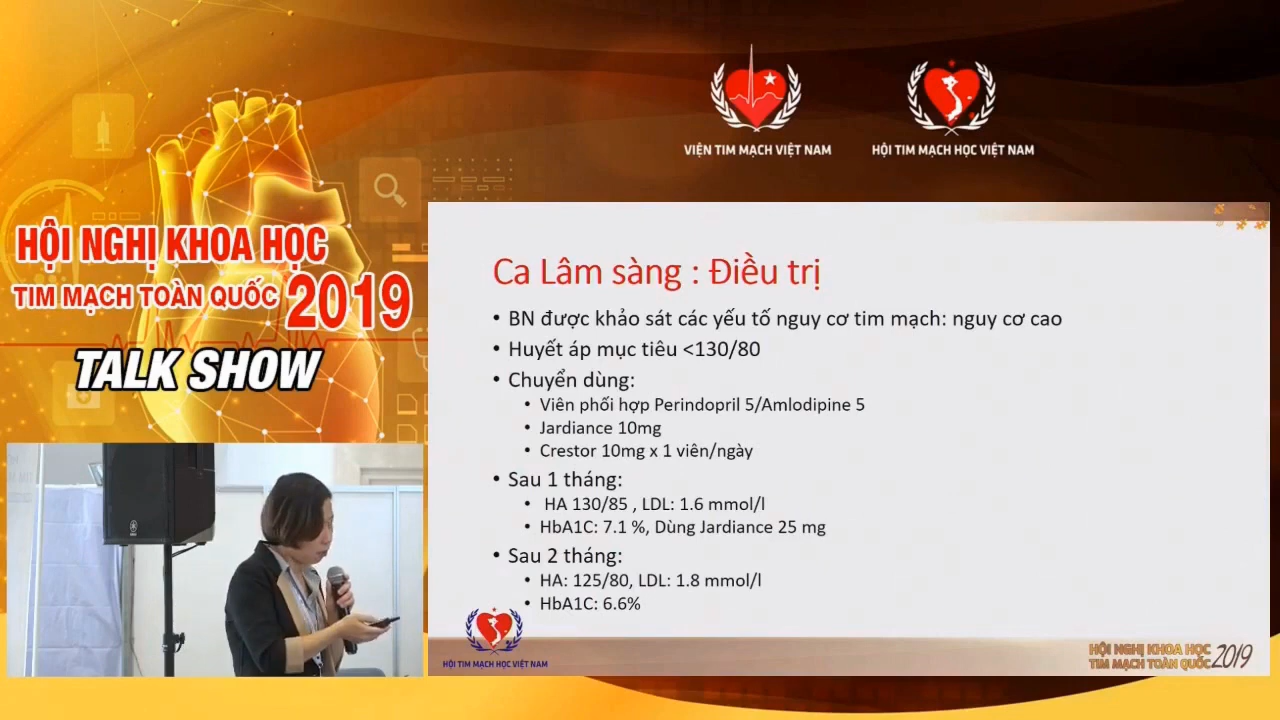 VIỆN TIM MẠCH VIỆT NAM
HỘI TIM MẠCH HỌC VIỆT NAM
HỘI NGHỊ KHOA HỌC
TIM MẠCH TOÀN QUỐC 2019
TALK SHOW
Ca Lâm sàng : Điều trị
• BN được khảo sát các yếu tố nguy cơ tim mạch: nguy cơ cao
• Huyết áp mục tiêu <130/80
• Chuyển dùng:
• Viên phối hợp Perindopril 5/Amlodipine 5
• Jardiance 10mg
• Crestor 10mg x 1 viên/ngày
• Sau 1 tháng:
• HA 130/85 , LDL: 1.6 mmol/l
• HbA1C: 7.1 %, Dùng Jardiance 25 mg
• Sau 2 tháng:
• HA: 125/80, LDL: 1.8 mmol/l
• HbA1C: 6.6%
HỘI TIM MẠCH HỌC VIỆT NAM
HỘI NGHỊ KHOA HỌC
TIM MẠCH TOÀN QUỐC 2019